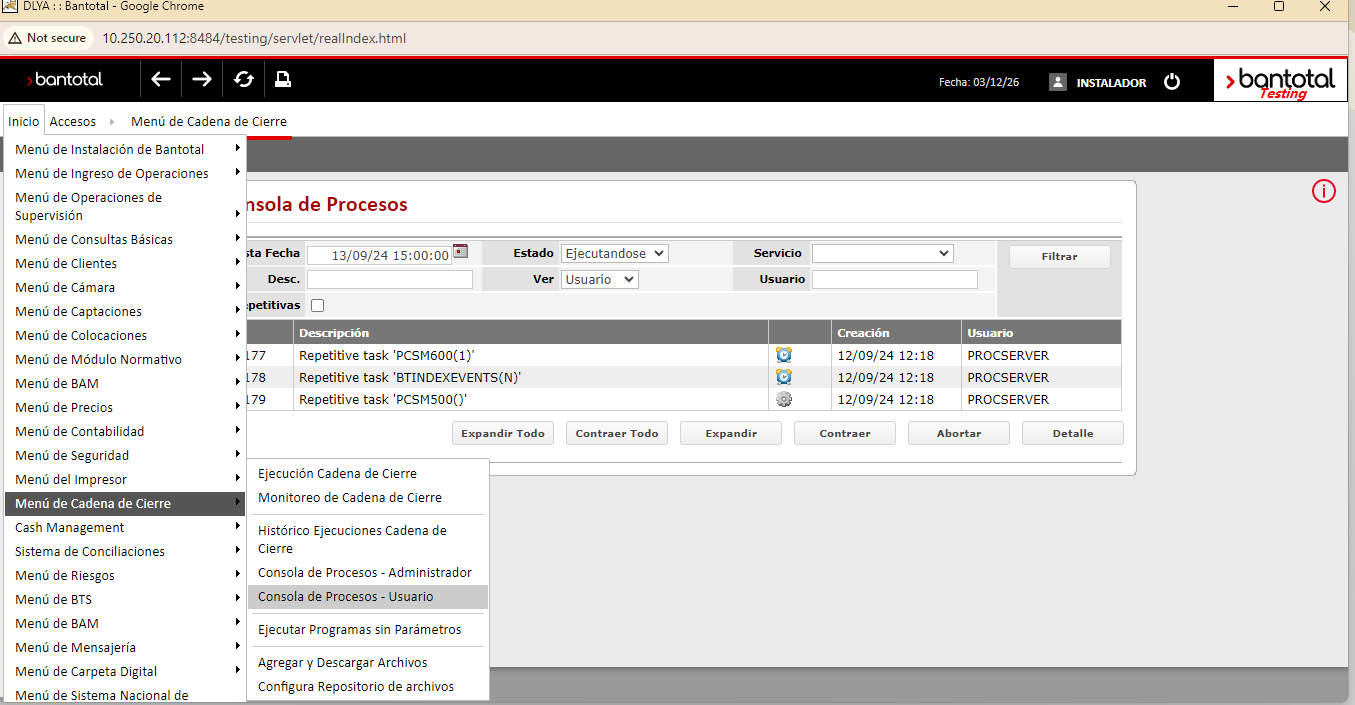 DLYA : : Bantotal - Google Chrome
Not secure 10.250.20.112:8484/testing/servlet/realIndex.html
bantotal
Fecha: 03/12/26 INSTALADOR
bantotal
Testing
Inicio Accesos Menú de Cadena de Cierre
Menú de Instalación de Bantotal
Menú de Ingreso de Operaciones
Menú de Operaciones de
Supervisión
Menú de Consultas Básicas
Menú de Clientes
Menú de Cámara
Menú de Captaciones
Menú de Colocaciones
Menú de Módulo Normativo
Menú de BAM
Menú de Precios
Menú de Contabilidad
Menú de Seguridad
Menú del Impresor
Menú de Cadena de Cierre
Cash Management
Sistema de Conciliaciones
Menú de Riesgos
Menú de BTS
Menú de BAM
Menú de Mensajería
Menú de Carpeta Digital
Menú de Sistema Nacional de
nsola de Procesos
sta Fecha 13/09/24 15:00:00 Estado Ejecutandose Servicio Filtrar
Desc. Ver Usuario Usuario
petitivas
Descripción Creación Usuario
177 Repetitive task 'PCSM600(1)' 12/09/24 12:18 PROCSERVER
178 Repetitive task 'BTINDEXEVENTS(N)' 12/09/24 12:18 PROCSERVER
179 Repetitive task 'PCSM500()' 12/09/24 12:18 PROCSERVER
Expandir Todo Contraer Todo Expandir Contraer Abortar Detalle
Ejecución Cadena de Cierre
Monitoreo de Cadena de Cierre
Histórico Ejecuciones Cadena de
Cierre
Consola de Procesos - Administrador
Consola de Procesos - Usuario
Ejecutar Programas sin Parámetros
Agregar y Descargar Archivos
Configura Repositorio de archivos